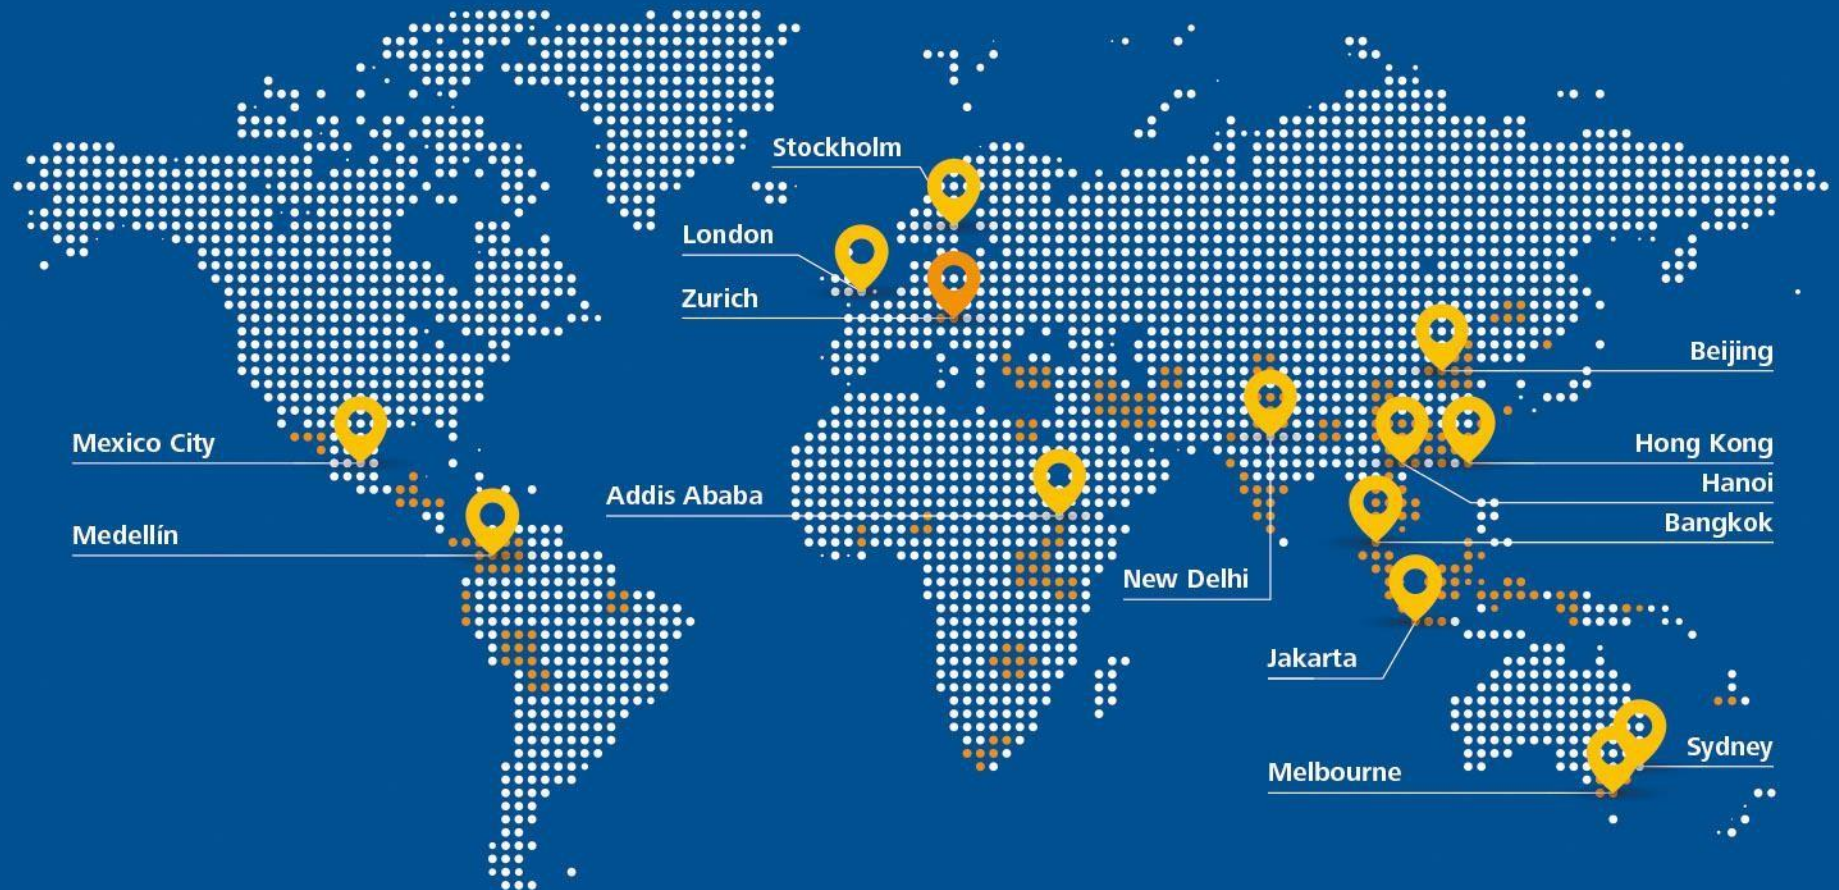 Stockholm
London
Zurich
Beijing
Mexico City
Hong Kong
Hanoi
Addis Ababa
Bangkok
Medellín
New Delhi
Jakarta
Sydney
Melbourne